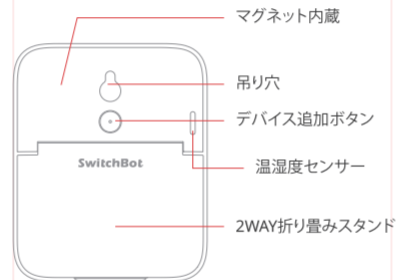 マグネット内蔵
吊り穴
デバイス追加ボタン
SwitchBot
温湿度センサー
2WAY折り畳みスタンド